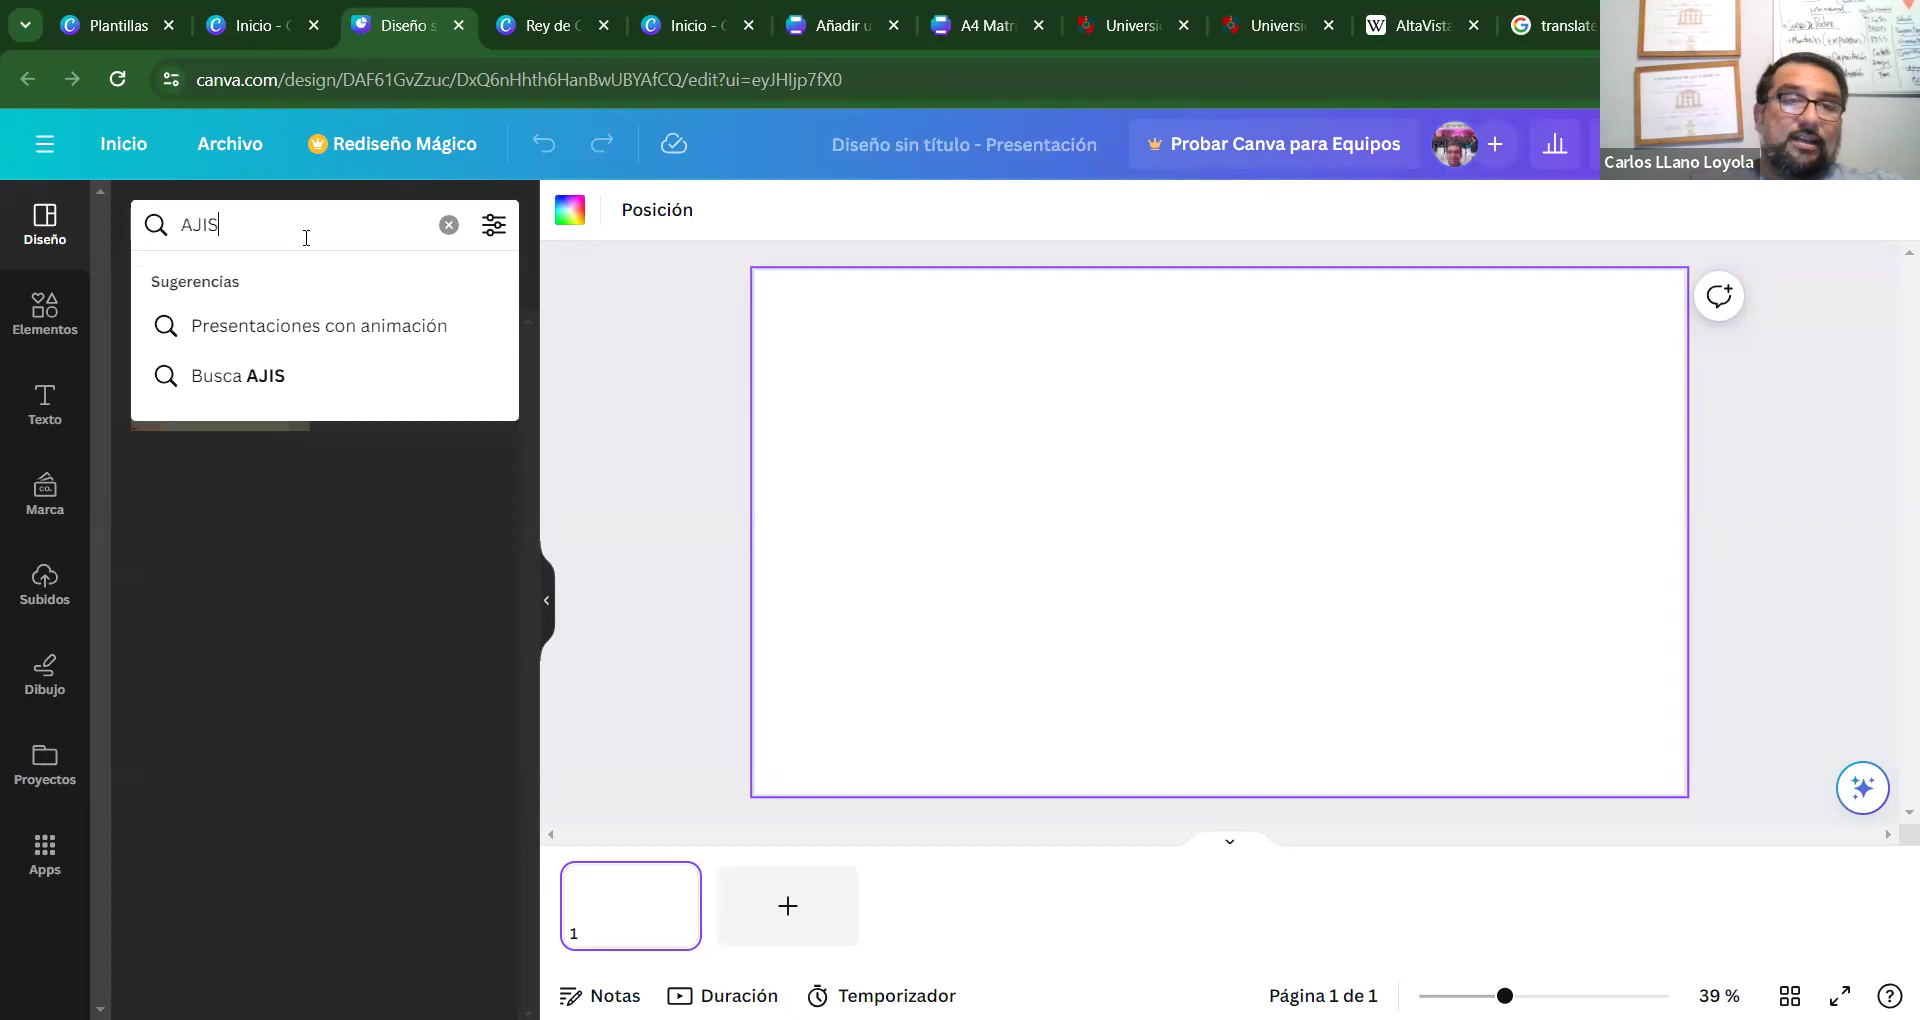 Plantillas
Inicio - C
Diseño s
Rey de C
Inicio - C
Añadir u
A4 Matri
Universi
Universi
AltaVista
translate
canva.com/design/DAF61GvZzuc/DxQ6nHhth6HanBwUBYAfCQ/edit?ui=eyJHIjp7fX0
Inicio
Archivo
Rediseño Mágico
Diseño sin título - Presentación
Probar Canva para Equipos
Carlos LLano Loyola
Diseño
Elementos
Texto
CO.
Marca
Subidos
Dibujo
Proyectos
Apps
AJIS
Sugerencias
Presentaciones con animación
Busca AJIS
Posición
1
Notas
Duración
Temporizador
Página 1 de 1
39 %